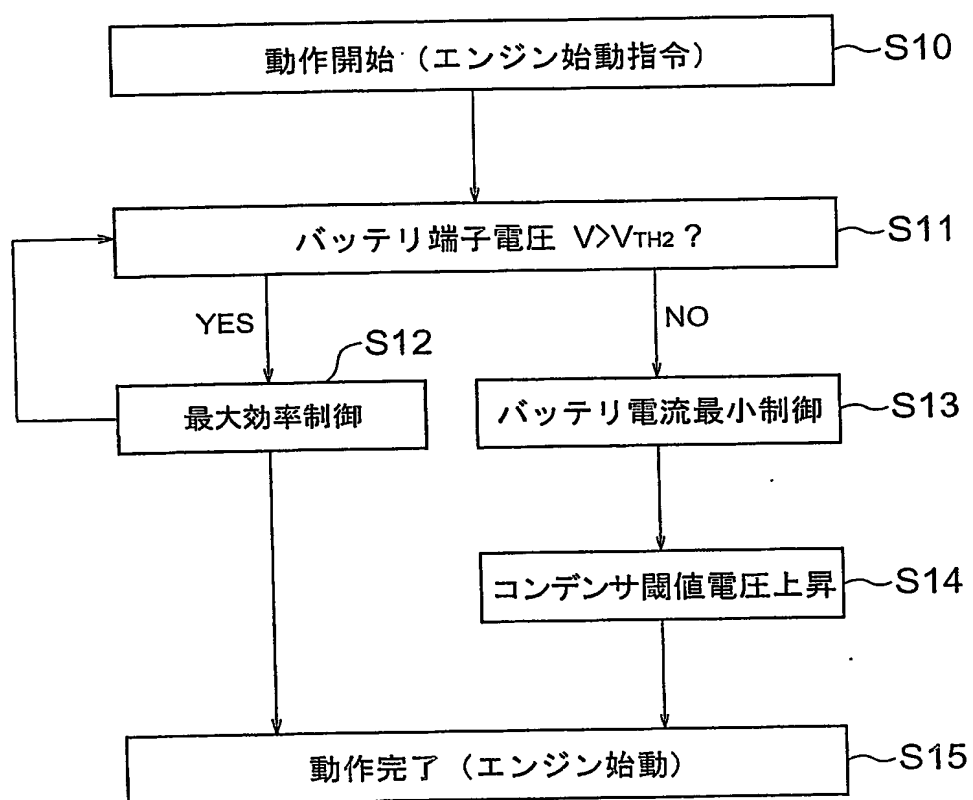 動作開始（エンジン始動指令）
S10
バッテリ端子電圧 V>VTH2 ?
S11
YES
NO
S12
最大効率制御
バッテリ電流最小制御
S13
コンデンサ閾値電圧上昇
S14
動作完了（エンジン始動）
S15